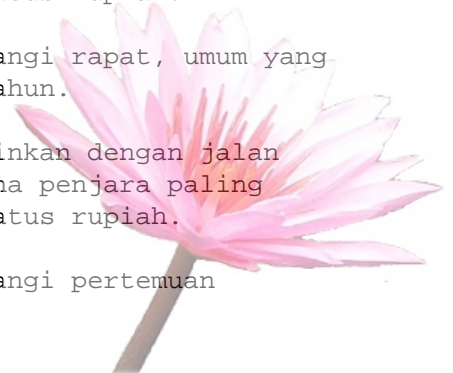 angi rapat, umum yang
ahun.
inkan dengan jalan
na penjara paling
atus rupiah.
angi pertemuan